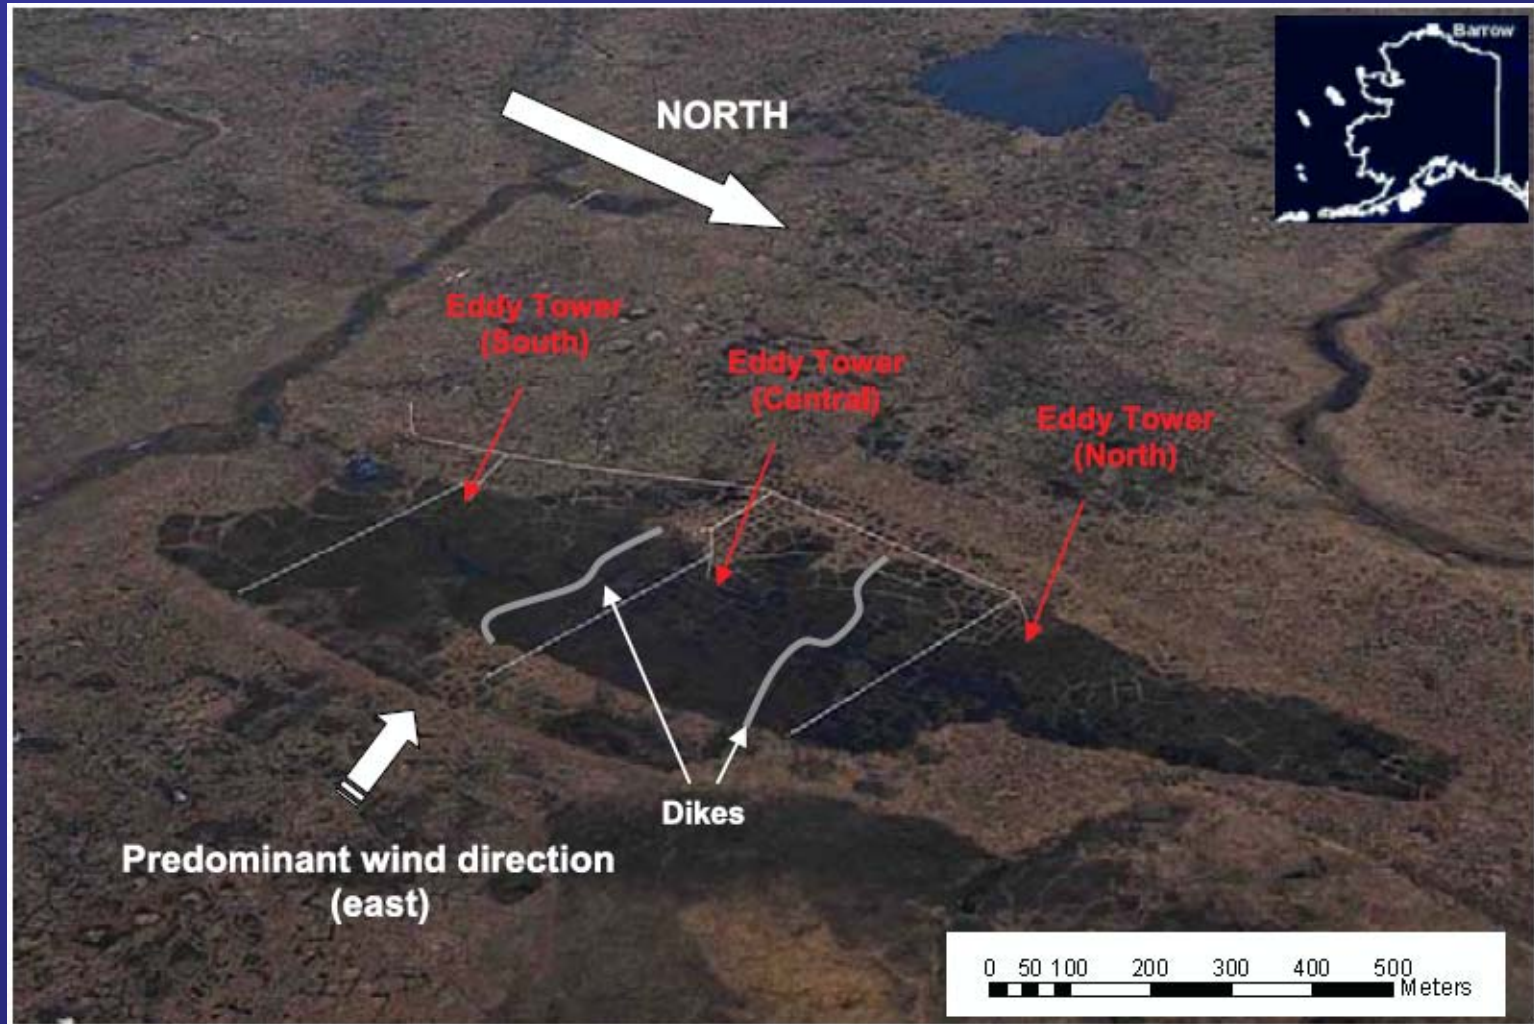 Barrow
NORTH
Eddy Tower
(South)
Eddy Tower
(Central)
Eddy Tower
(North)
Dikes
Predominant wind direction
(east)
0 50 100 200 300 400 500
Meters